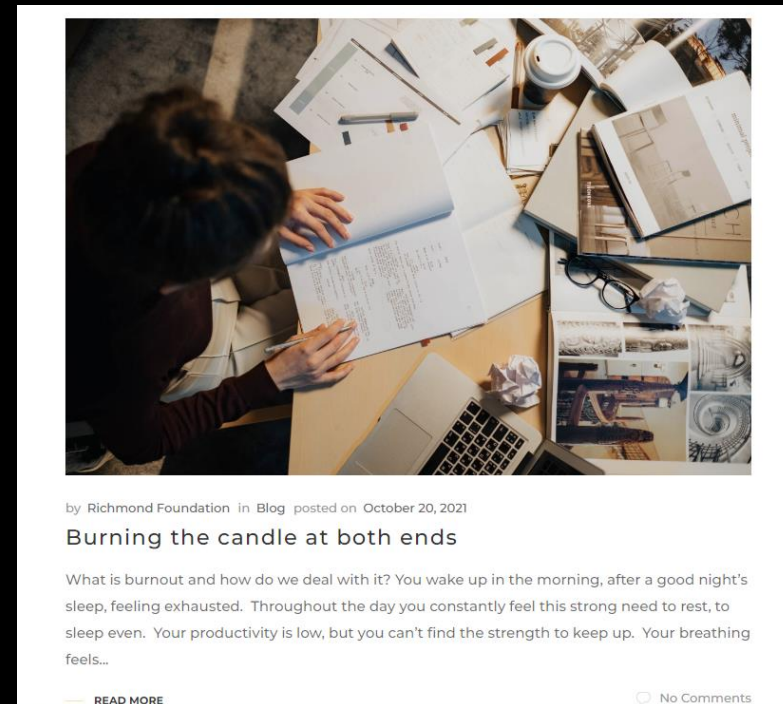 by Richmond Foundation in Blog posted on October 20, 2021
Burning the candle at both ends
What is burnout and how do we deal with it? You wake up in the morning, after a good night's
sleep, feeling exhausted. Throughout the day you constantly feel this strong need to rest, to
sleep even. Your productivity is low, but you can't find the strength to keep up. Your breathing
feels...
READ MORE
No Comments